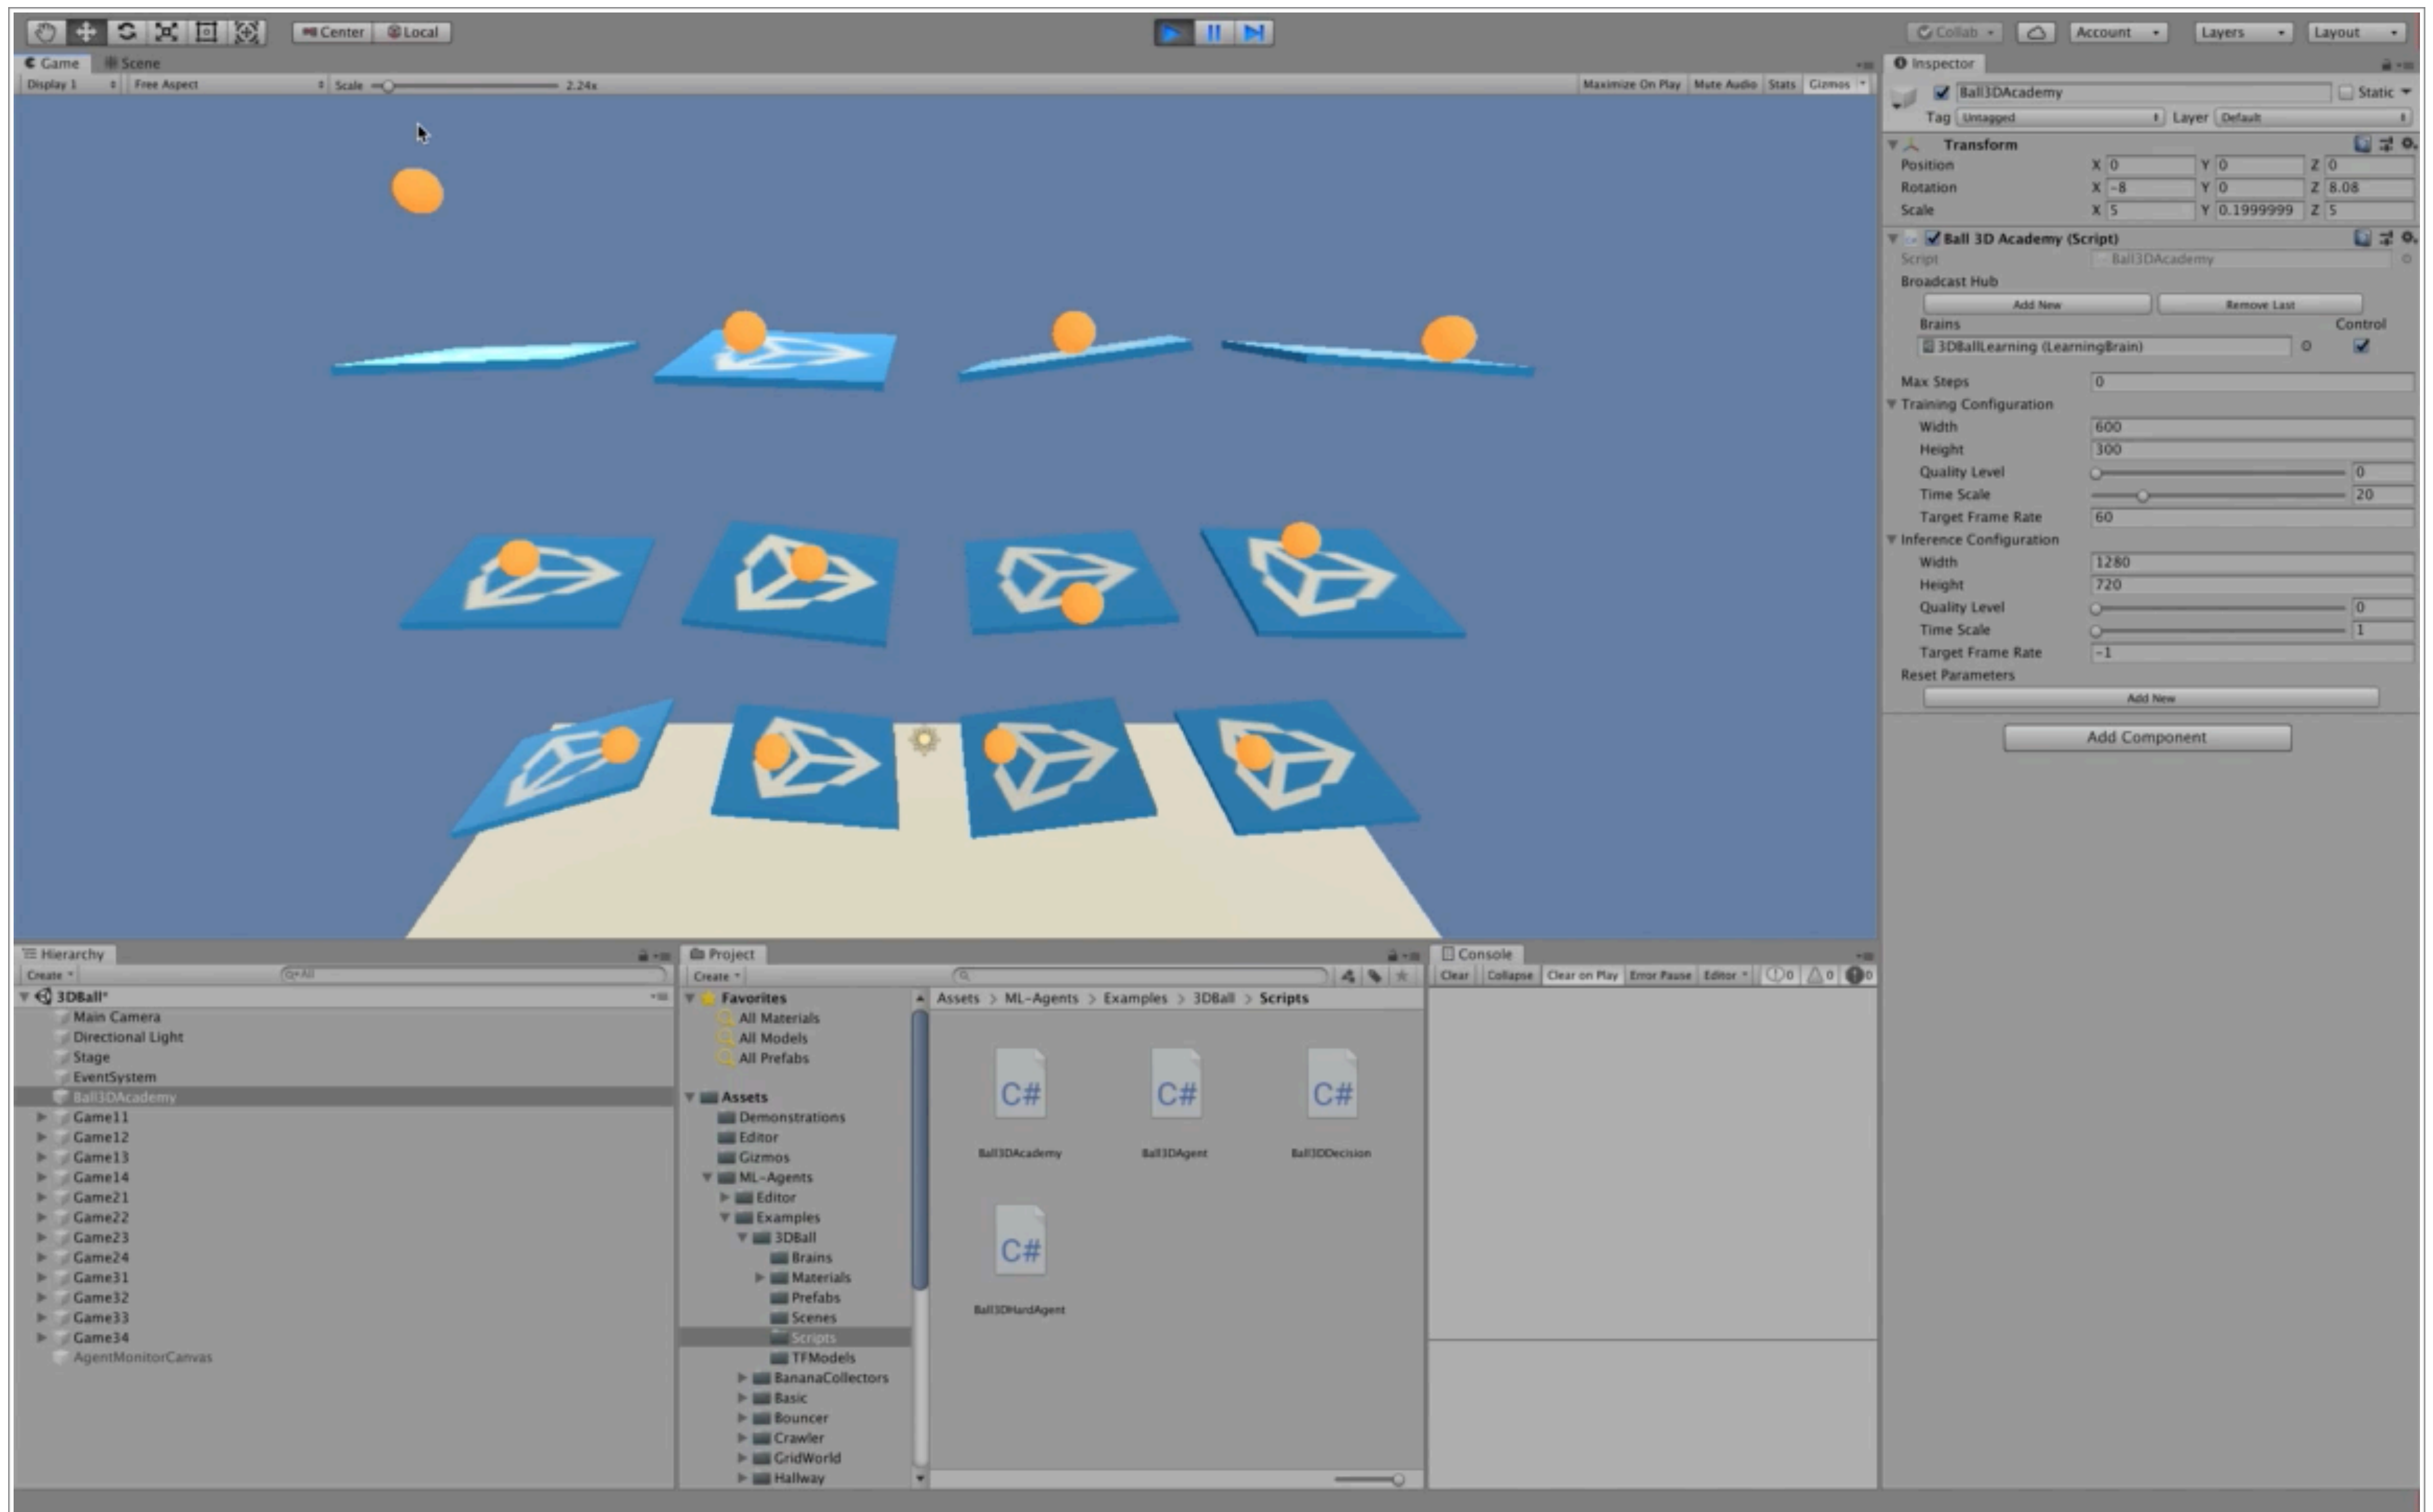 Center Local Collab Account Layers Layout
Game Scene
Display 1 Free Aspect Scale 2.24x Maximize On Play Mute Audio Stats Gizmos
Inspector
Ball3DAcademy Static
Tag Untagged Layer Default
Transform
Position X 0 Y 0 Z 0
Rotation X -8 Y 0 Z 8.08
Scale X 5 Y 0.1999999 Z 5
Ball 3D Academy (Script)
Script Ball3DAcademy
Broadcast Hub
Add New Remove Last
Brains Control
3DBallLearning (LearningBrain)
Max Steps 0
Training Configuration
Width 600
Height 300
Quality Level 0
Time Scale 20
Target Frame Rate 60
Inference Configuration
Width 1280
Height 720
Quality Level 0
Time Scale 1
Target Frame Rate -1
Reset Parameters
Add New
Add Component
Hierarchy
Create All
3DBall*
Main Camera
Directional Light
Stage
EventSystem
Ball3DAcademy
Game11
Game12
Game13
Game14
Game21
Game22
Game23
Game24
Game31
Game32
Game33
Game34
AgentMonitorCanvas
Project
Create
Favorites
All Materials
All Models
All Prefabs
Assets
Demonstrations
Editor
Gizmos
ML-Agents
Editor
Examples
3DBall
Brains
Materials
Prefabs
Scenes
Scripts
TFModels
BananaCollectors
Basic
Bouncer
Crawler
GridWorld
Hallway
Assets > ML-Agents > Examples > 3DBall > Scripts
C# C# C#
Ball3DAcademy Ball3DAgent Ball3DDecision
C#
Ball3DHardAgent
Console
Clear Collapse Clear on Play Error Pause Editor 0 0 0